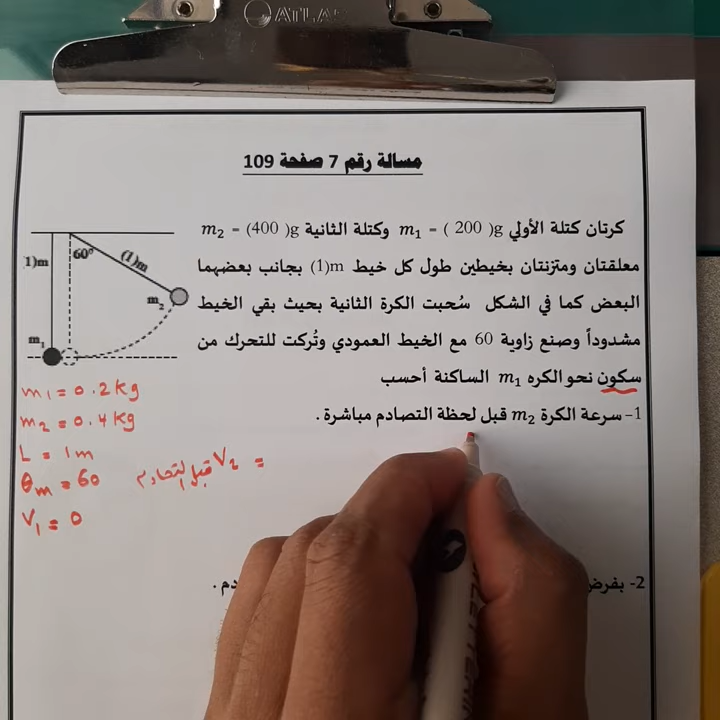 ATLAS
مسالة رقم 7 صفحة 109
كرتان كتلة الأولي m₁ = ( 200 )g وكتلة الثانية m₂ = (400 )g
معلقتان ومتزنتان بخيطين طول كل خيط (1)m بجانب بعضهما
البعض كما في الشكل سُحبت الكرة الثانية بحيث بقي الخيط
مشدوداً وصنع زاوية 60 مع الخيط العمودي وتُركت للتحرك من
سكون نحو الكره m₁ الساكنة أحسب
1- سرعة الكرة m₂ قبل لحظة التصادم مباشرة .
1)m
60°
(1)m
m₂
m₁
m₁ = 0.2 kg
m₂ = 0.4 kg
L = 1m
θm = 60
V₁ = 0
V₂ قبل التصادم =
2- بفرض
دم .